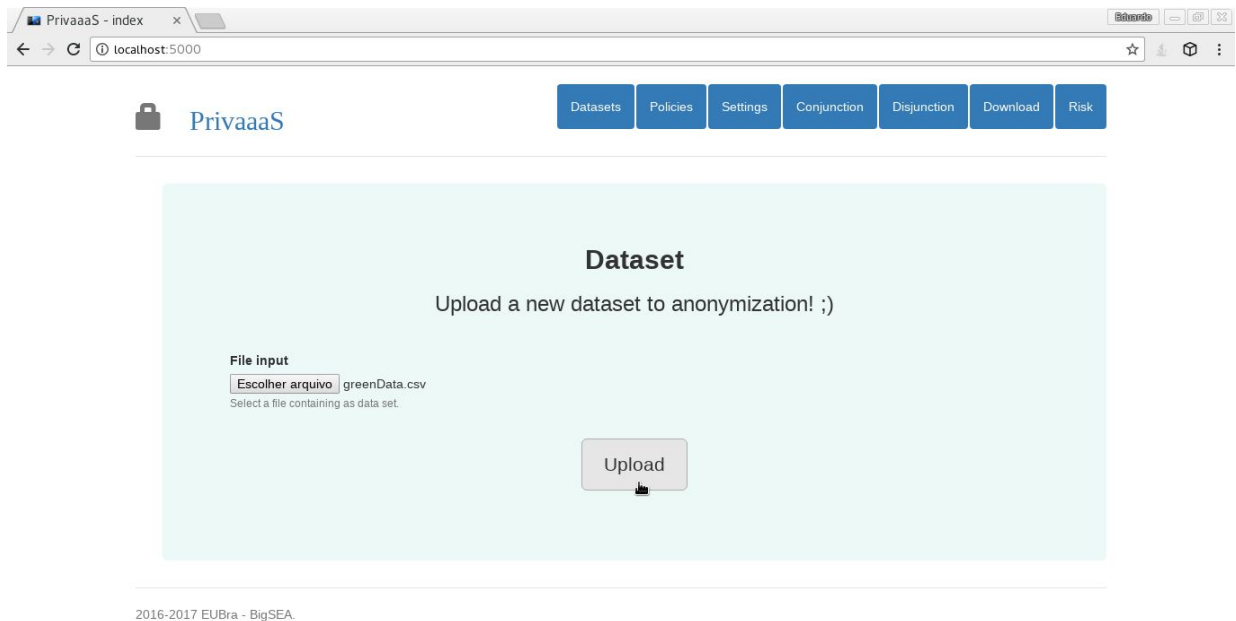 PrivaaaS - index
Eduardo
localhost:5000
PrivaaaS
Datasets Policies Settings Conjunction Disjunction Download Risk
Dataset
Upload a new dataset to anonymization! ;)
File input
Escolher arquivo greenData.csv
Select a file containing as data set.
Upload
2016-2017 EUBra - BigSEA.